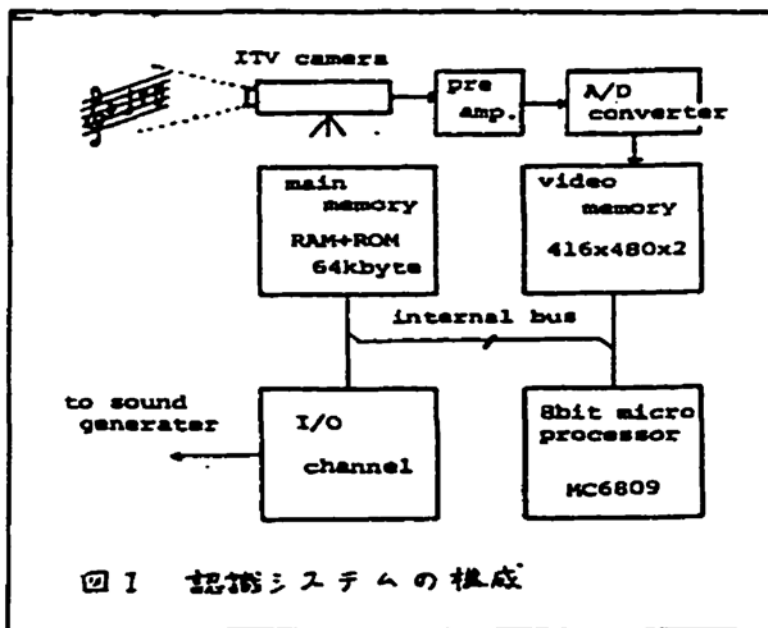 ITV camera
pre
amp.
A/D
converter
main
memory
RAM+ROM
64kbyte
video
memory
416x480x2
internal bus
to sound
generater
I/O
channel
8bit micro
processor
MC6809
図1 認識システムの構成